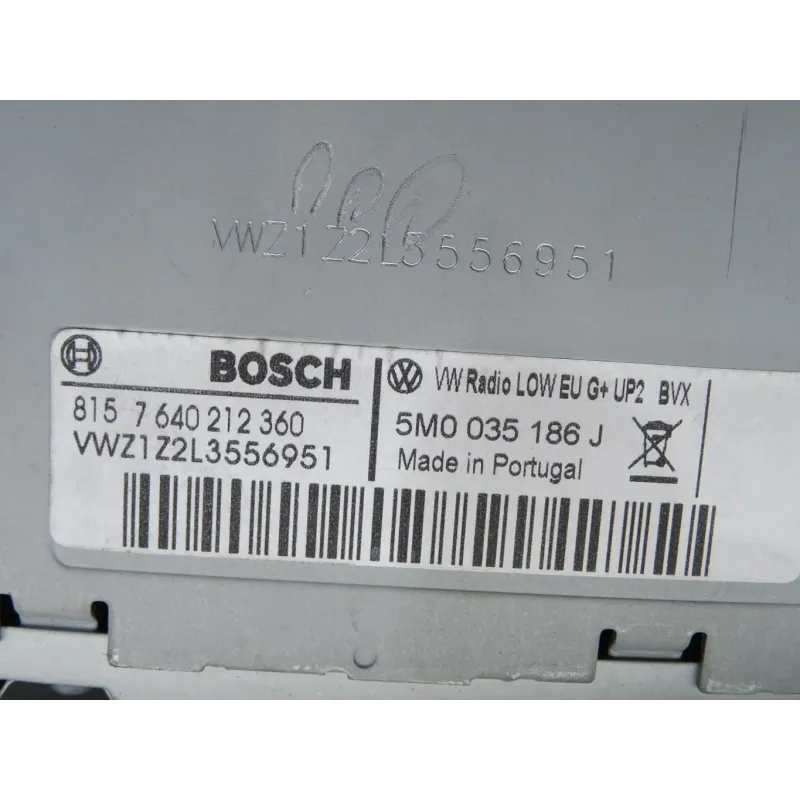 VWZ1Z2L3556951
BOSCH
815 7 640 212 360
VWZ1Z2L3556951
VW Radio LOW EU G+ UP2 BVX
5M0 035 186 J
Made in Portugal